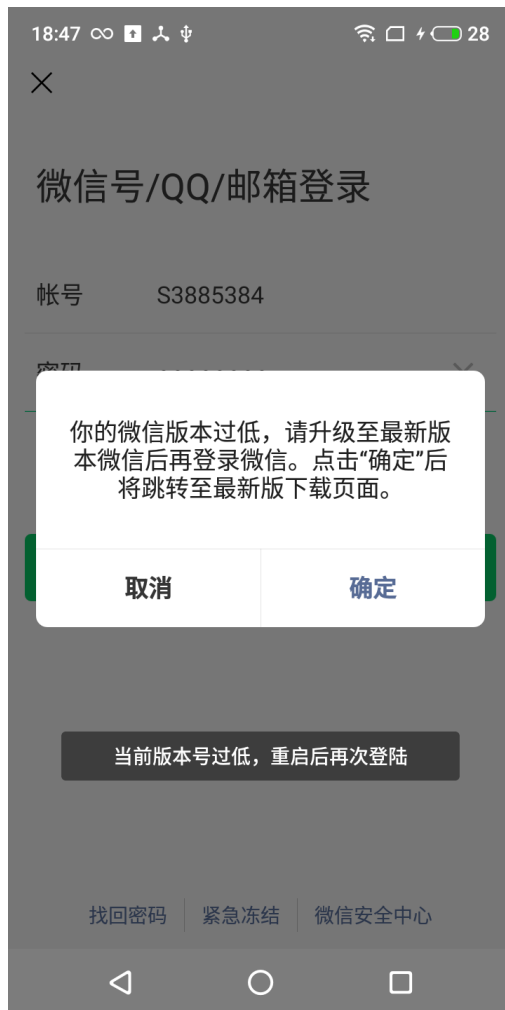 18:47
28
微信号/QQ/邮箱登录
帐号 S3885384
密码
你的微信版本过低，请升级至最新版
本微信后再登录微信。点击“确定”后
将跳转至最新版下载页面。
取消 确定
当前版本号过低，重启后再次登陆
找回密码 紧急冻结 微信安全中心